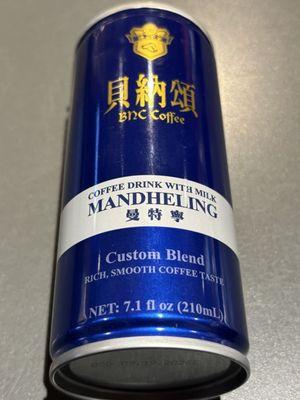 貝納頌
BNC Coffee
COFFEE DRINK WITH MILK
MANDHELING
曼特寧
Custom Blend
RICH, SMOOTH COFFEE TASTE
NET: 7.1 fl oz (210mL)